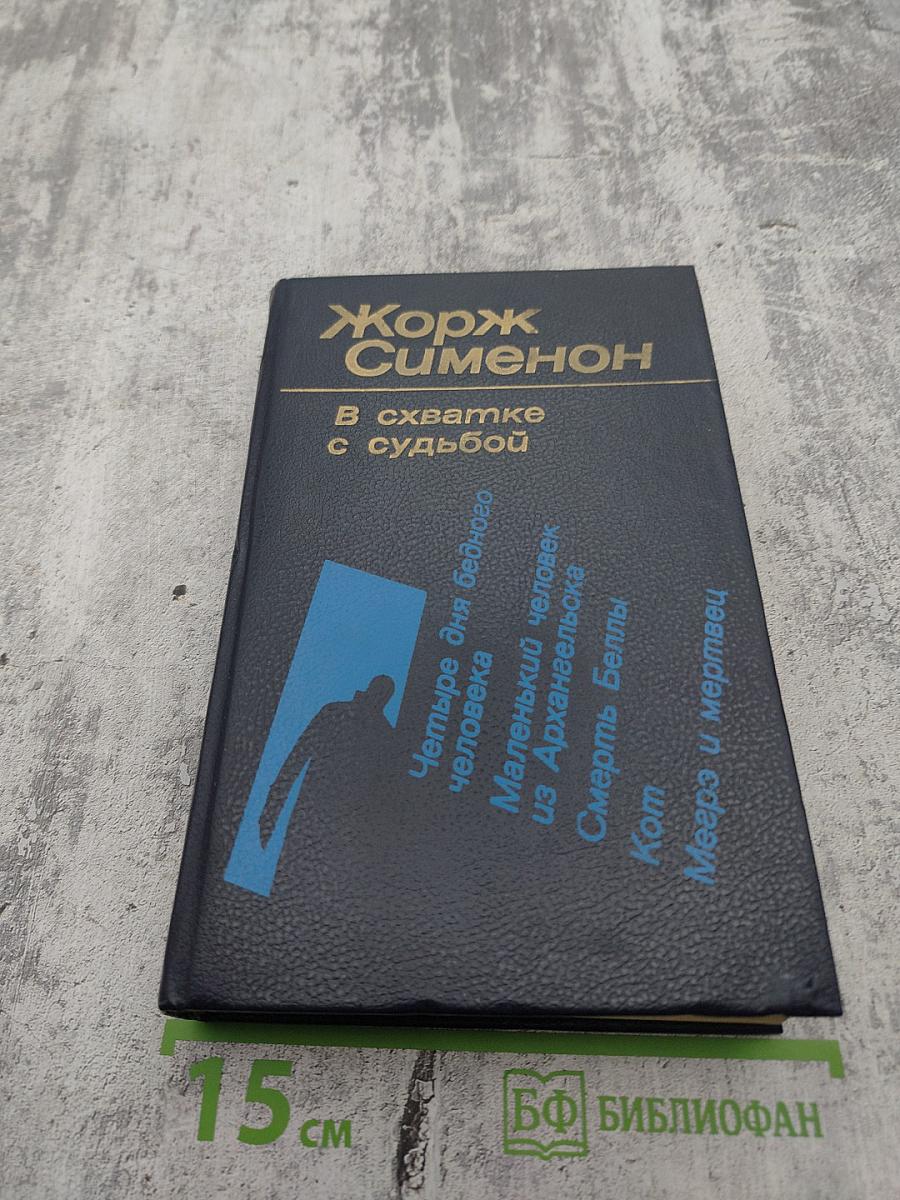 Жорж
Сименон
В схватке
с судьбой
Четыре дня бедного
человека
Маленький человек
из Архангельска
Смерть Беллы
Кот
Мегрэ и мертвец
15 см
БФ БИБЛИОФАН